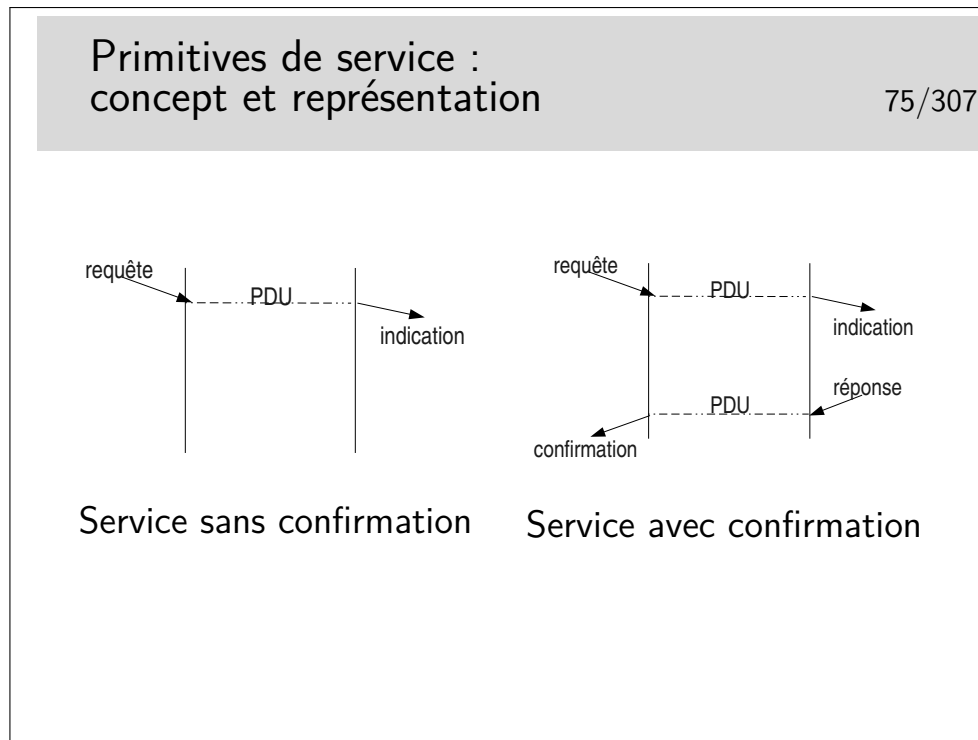 Primitives de service :
concept et représentation
75/307
requête
PDU
indication
Service sans confirmation
requête
PDU
indication
réponse
PDU
confirmation
Service avec confirmation